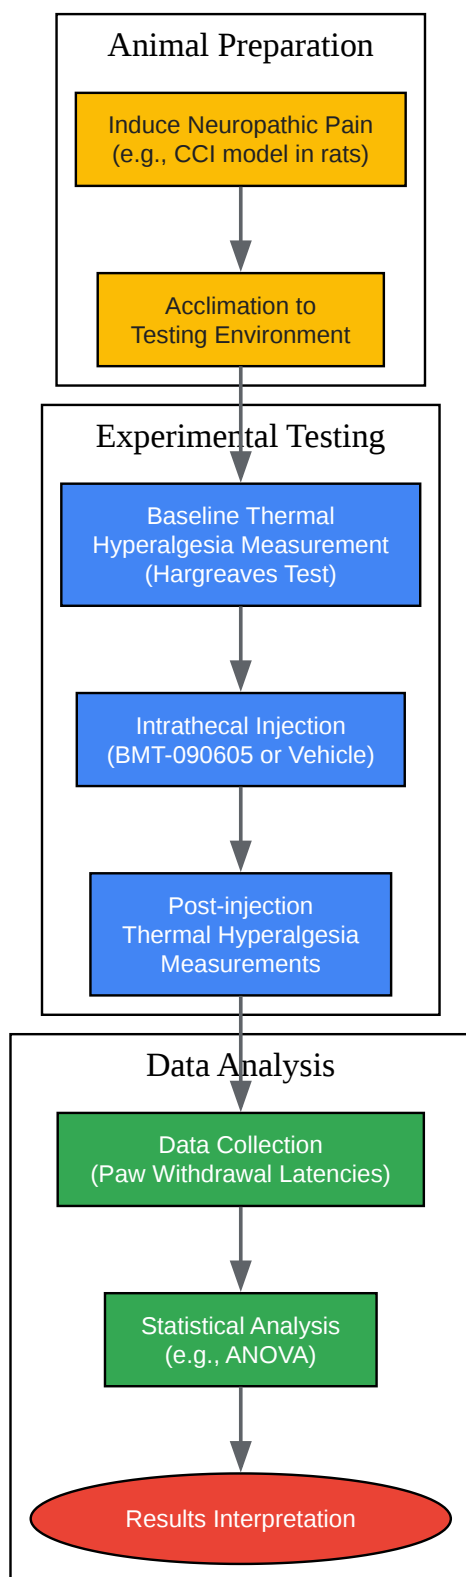 Animal Preparation
Induce Neuropathic Pain
(e.g., CCI model in rats)
Acclimation to
Testing Environment
Experimental Testing
Baseline Thermal
Hyperalgesia Measurement
(Hargreaves Test)
Intrathecal Injection
(BMT-090605 or Vehicle)
Post-injection
Thermal Hyperalgesia
Measurements
Data Analysis
Data Collection
(Paw Withdrawal Latencies)
Statistical Analysis
(e.g., ANOVA)
Results Interpretation